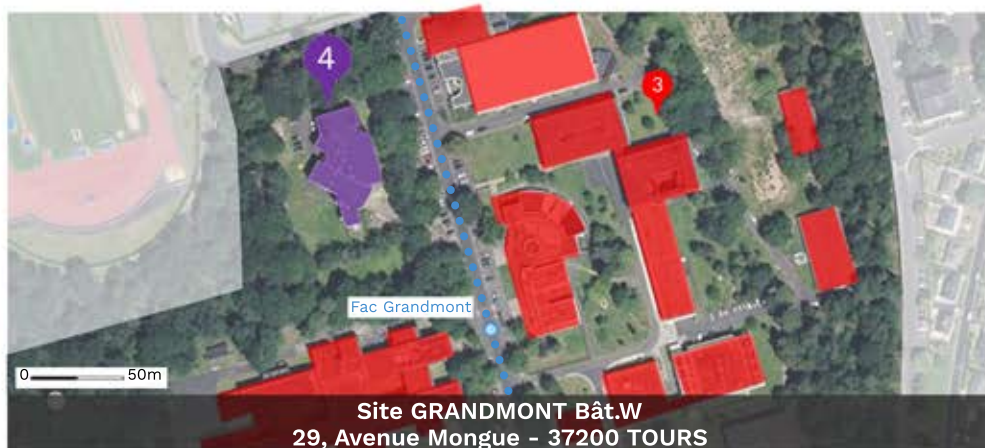 4
3
Fac Grandmont
0 50m
Site GRANDMONT Bât.W
29, Avenue Mongue - 37200 TOURS